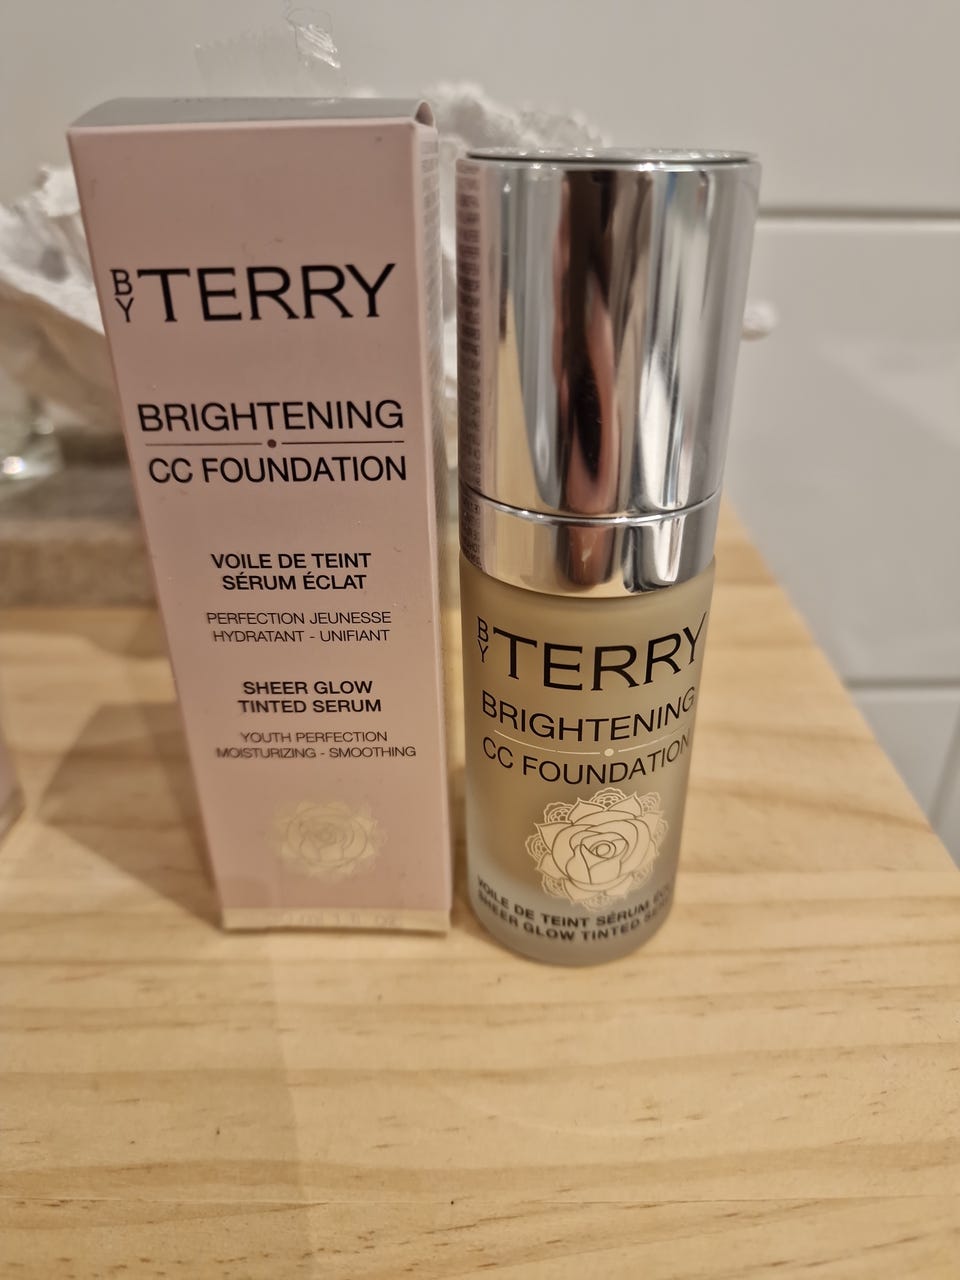 BY TERRY
BRIGHTENING
CC FOUNDATION
VOILE DE TEINT
SÉRUM ÉCLAT
PERFECTION JEUNESSE
HYDRATANT - UNIFIANT
SHEER GLOW
TINTED SERUM
YOUTH PERFECTION
MOISTURIZING - SMOOTHING
BY TERRY
BRIGHTENING
CC FOUNDATION
VOILE DE TEINT SÉRUM
SHEER GLOW TINTED